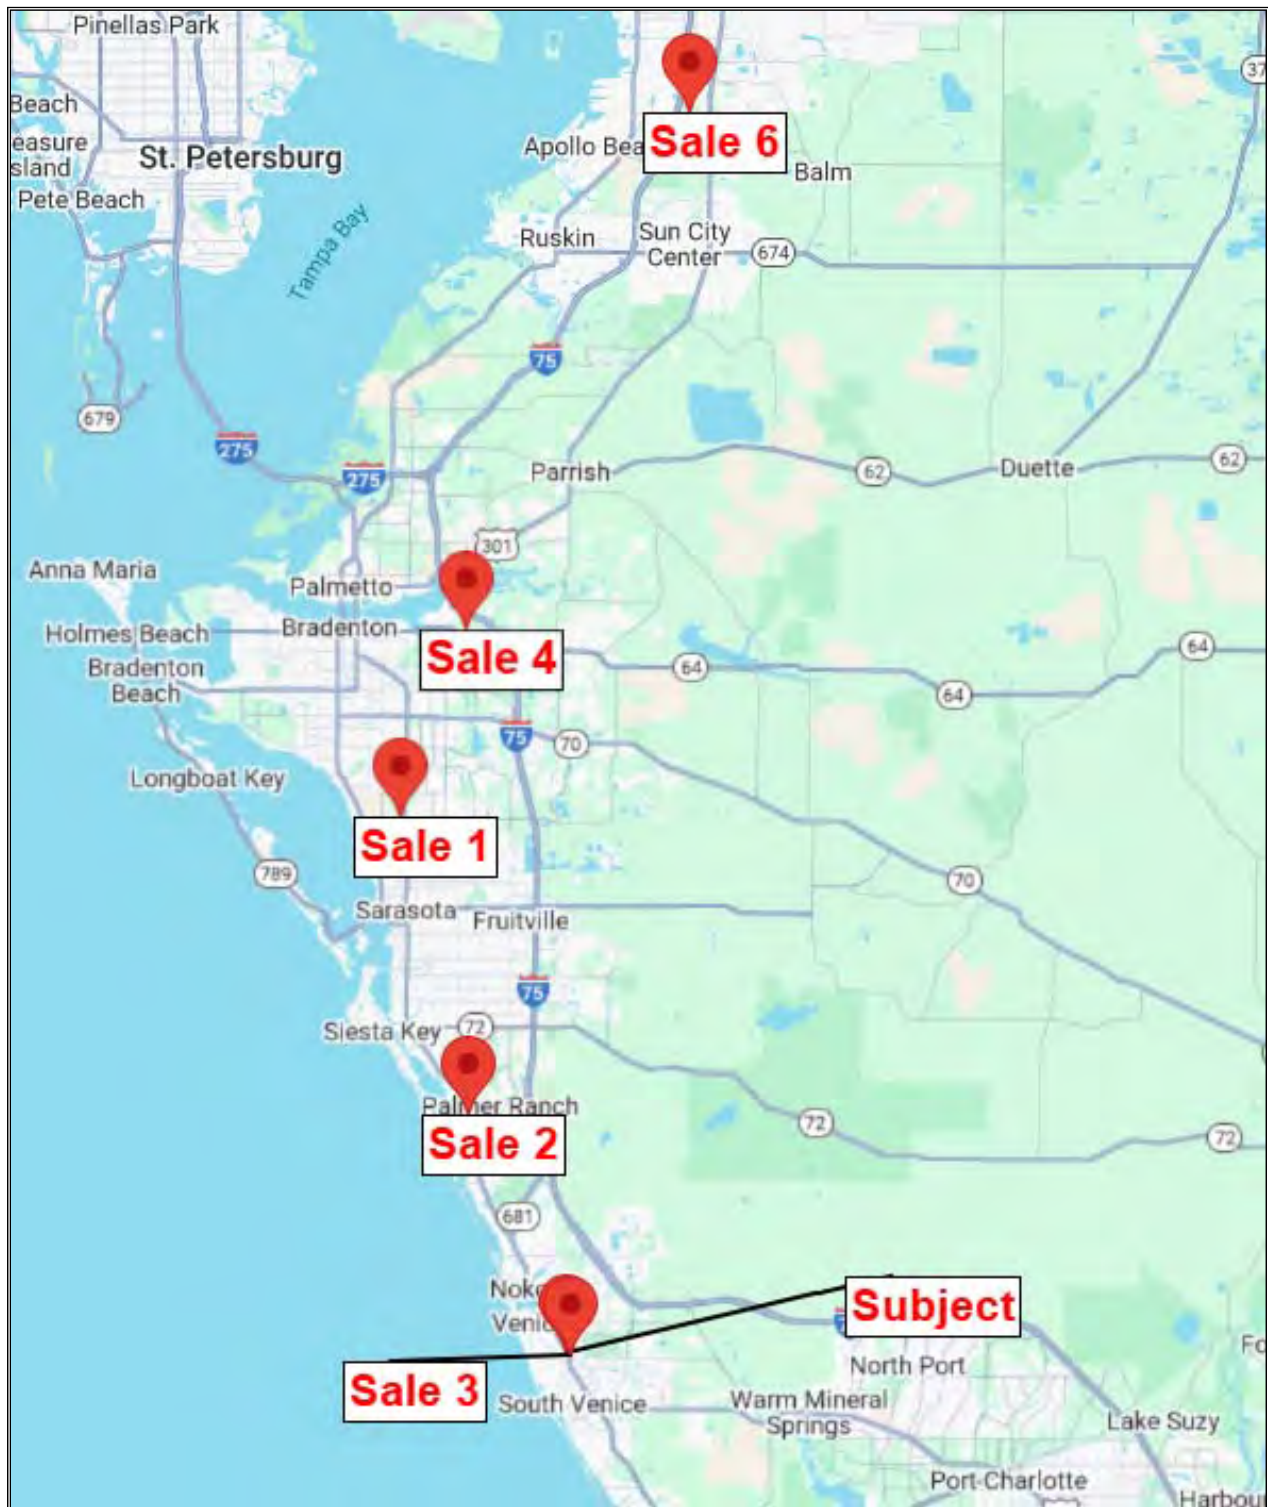 Pinellas Park
37
Beach
easure
sland
St. Petersburg
Apollo Bea
Sale 6
Balm
Pete Beach
Tampa Bay
Ruskin
Sun City
Center
674
75
679
275
275
Parrish
62
Duette
62
301
Anna Maria
Palmetto
Holmes Beach
Bradenton
Bradenton
Beach
Sale 4
64
64
64
75
70
Longboat Key
Sale 1
789
70
Sarasota
Fruitville
75
Siesta Key
72
Palmer Ranch
Sale 2
72
72
681
Noko
Venic
Subject
Sale 3
North Port
Fo
South Venice
Warm Mineral
Springs
Lake Suzy
Port Charlotte
Harbour